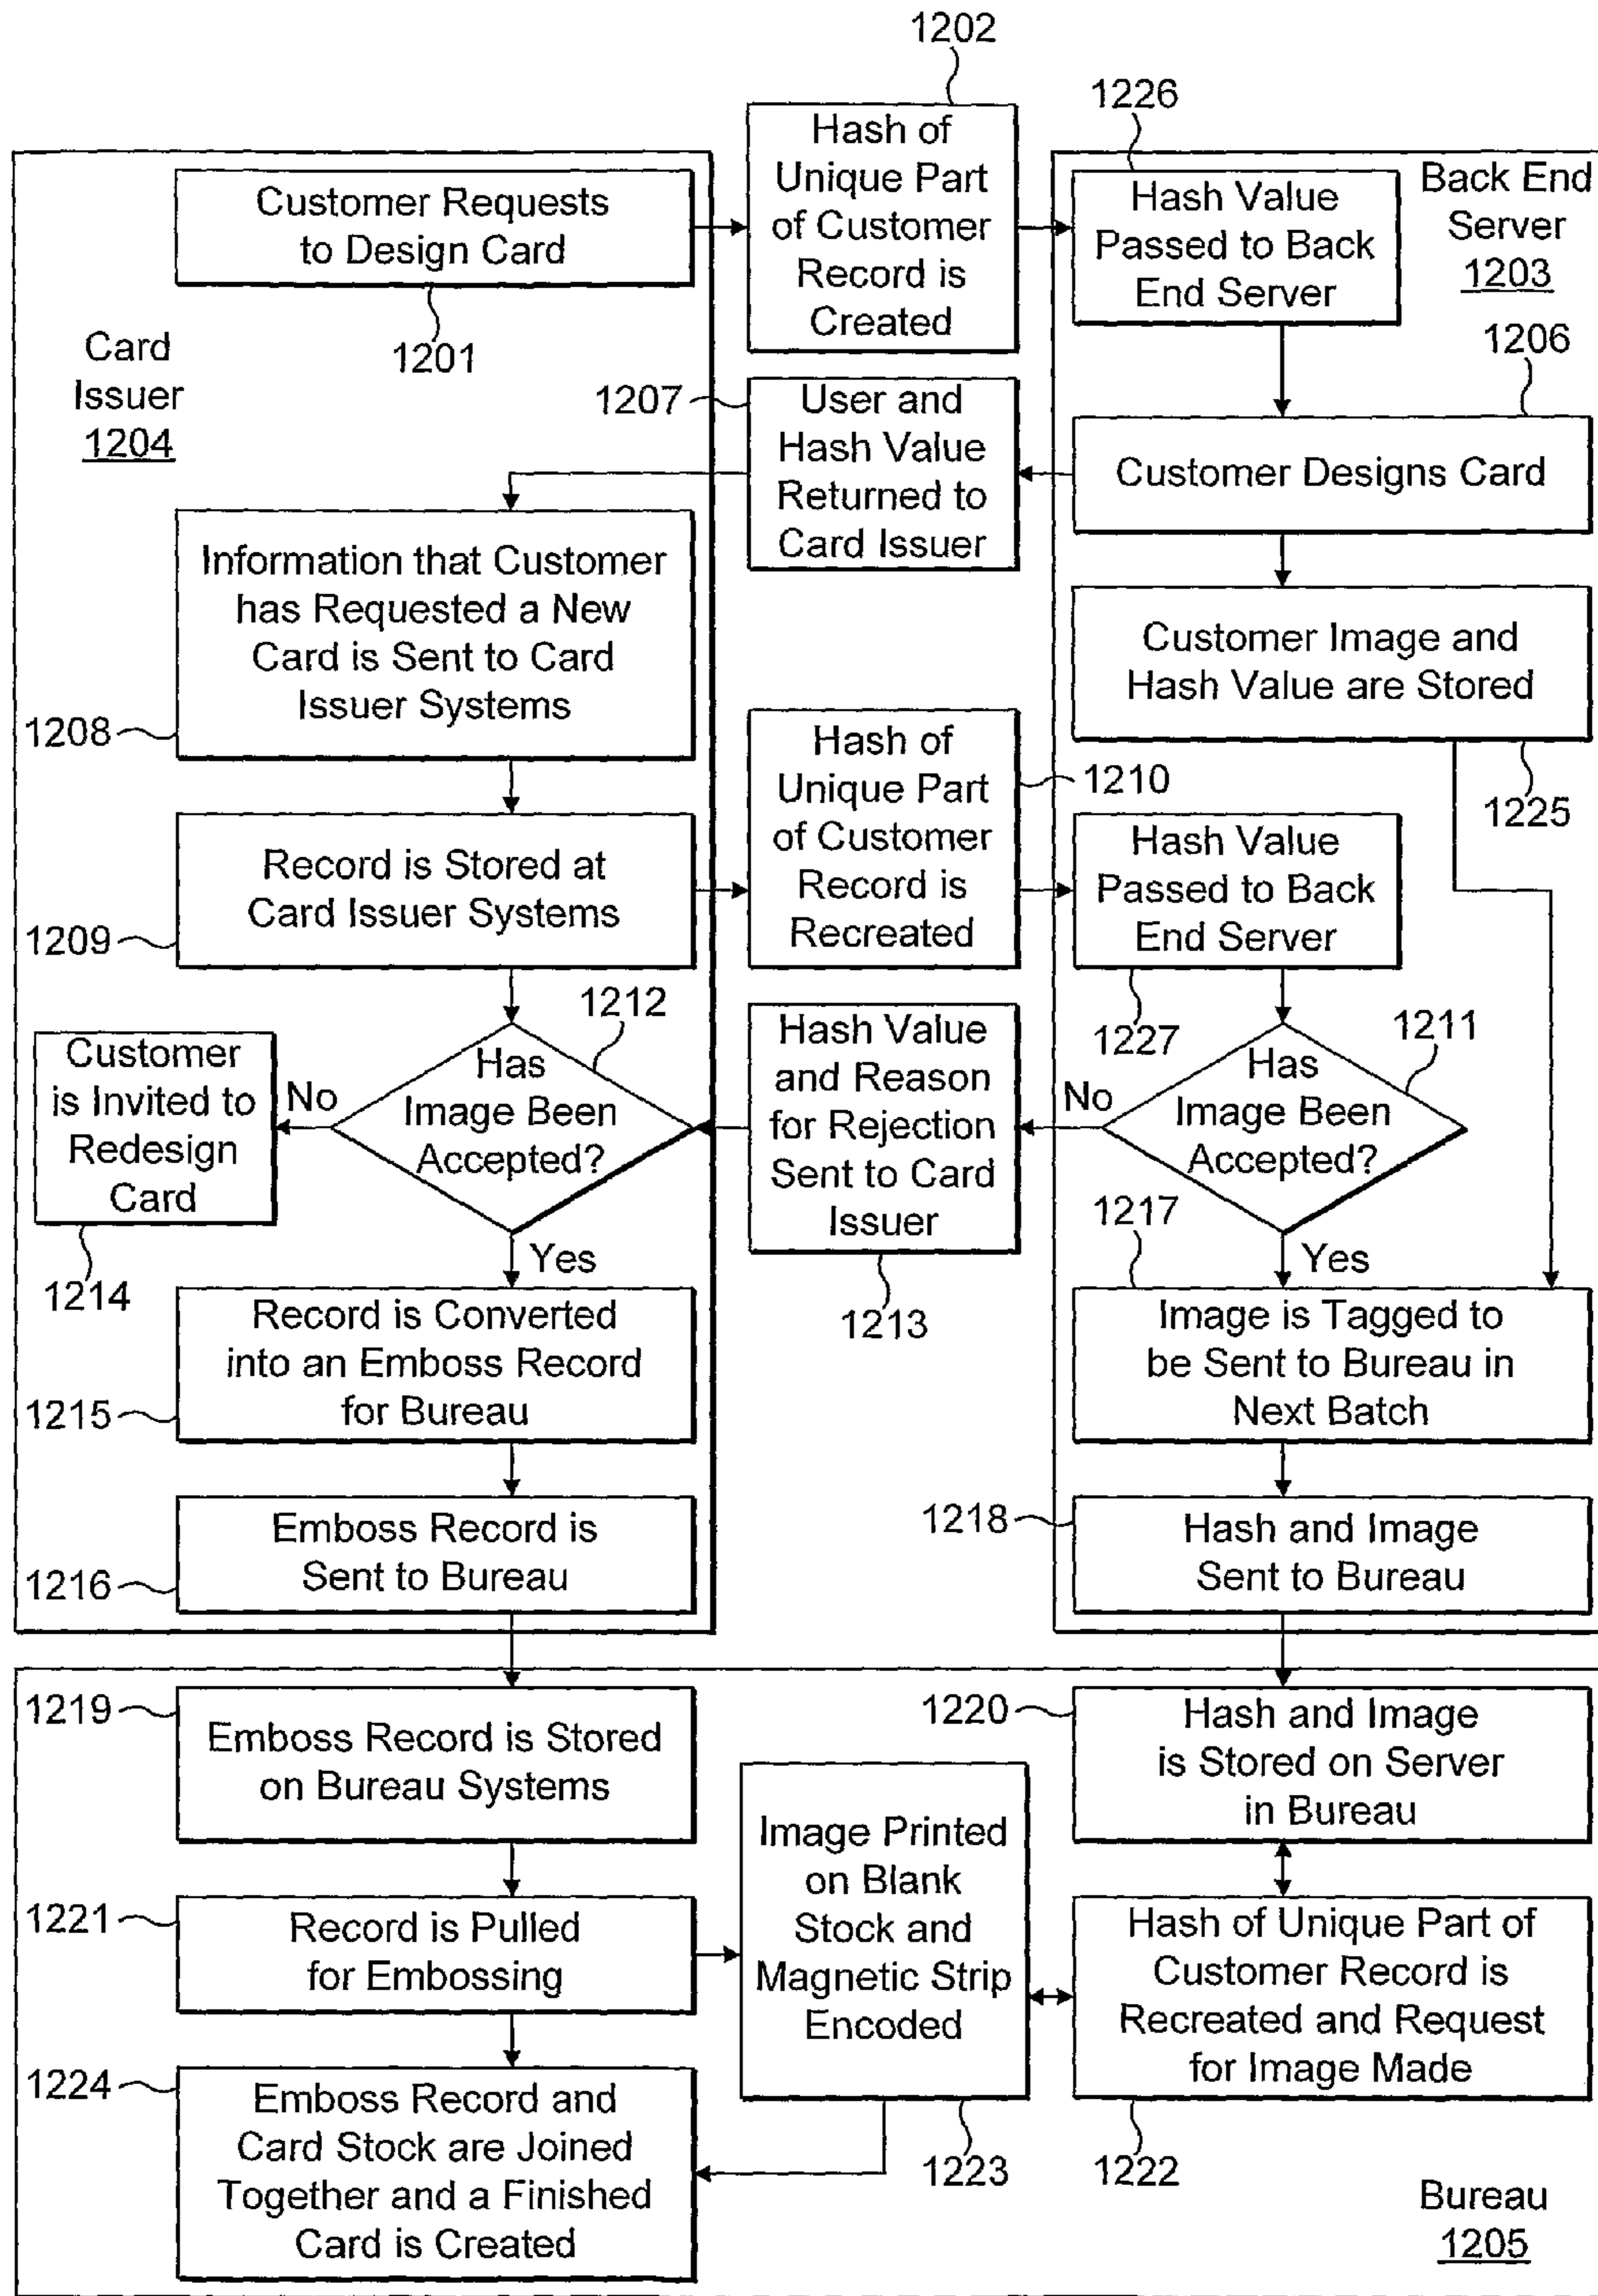 1202
Hash of
Unique Part
of Customer
Record is
Created
1226
Hash Value
Passed to Back
End Server
Back End
Server
1203
Customer Requests
to Design Card
1201
Card
Issuer
1204
1206
Customer Designs Card
1207
User and
Hash Value
Returned to
Card Issuer
Information that Customer
has Requested a New
Card is Sent to Card
Issuer Systems
1208
Customer Image and
Hash Value are Stored
1225
Record is Stored at
Card Issuer Systems
1209
Hash of
Unique Part
of Customer
Record is
Recreated
1210
Hash Value
Passed to Back
End Server
1227
1212
Has
Image Been
Accepted?
No
Yes
Customer
is Invited to
Redesign
Card
1214
Hash Value
and Reason
for Rejection
Sent to Card
Issuer
1213
1211
Has
Image Been
Accepted?
No
Yes
1217
Record is Converted
into an Emboss Record
for Bureau
1215
Image is Tagged to
be Sent to Bureau in
Next Batch
Emboss Record is
Sent to Bureau
1216
1218
Hash and Image
Sent to Bureau
1219
Emboss Record is Stored
on Bureau Systems
1220
Hash and Image
is Stored on Server
in Bureau
1221
Record is Pulled
for Embossing
Image Printed
on Blank
Stock and
Magnetic Strip
Encoded
1223
Hash of Unique Part of
Customer Record is
Recreated and Request
for Image Made
1222
1224
Emboss Record and
Card Stock are Joined
Together and a Finished
Card is Created
Bureau
1205